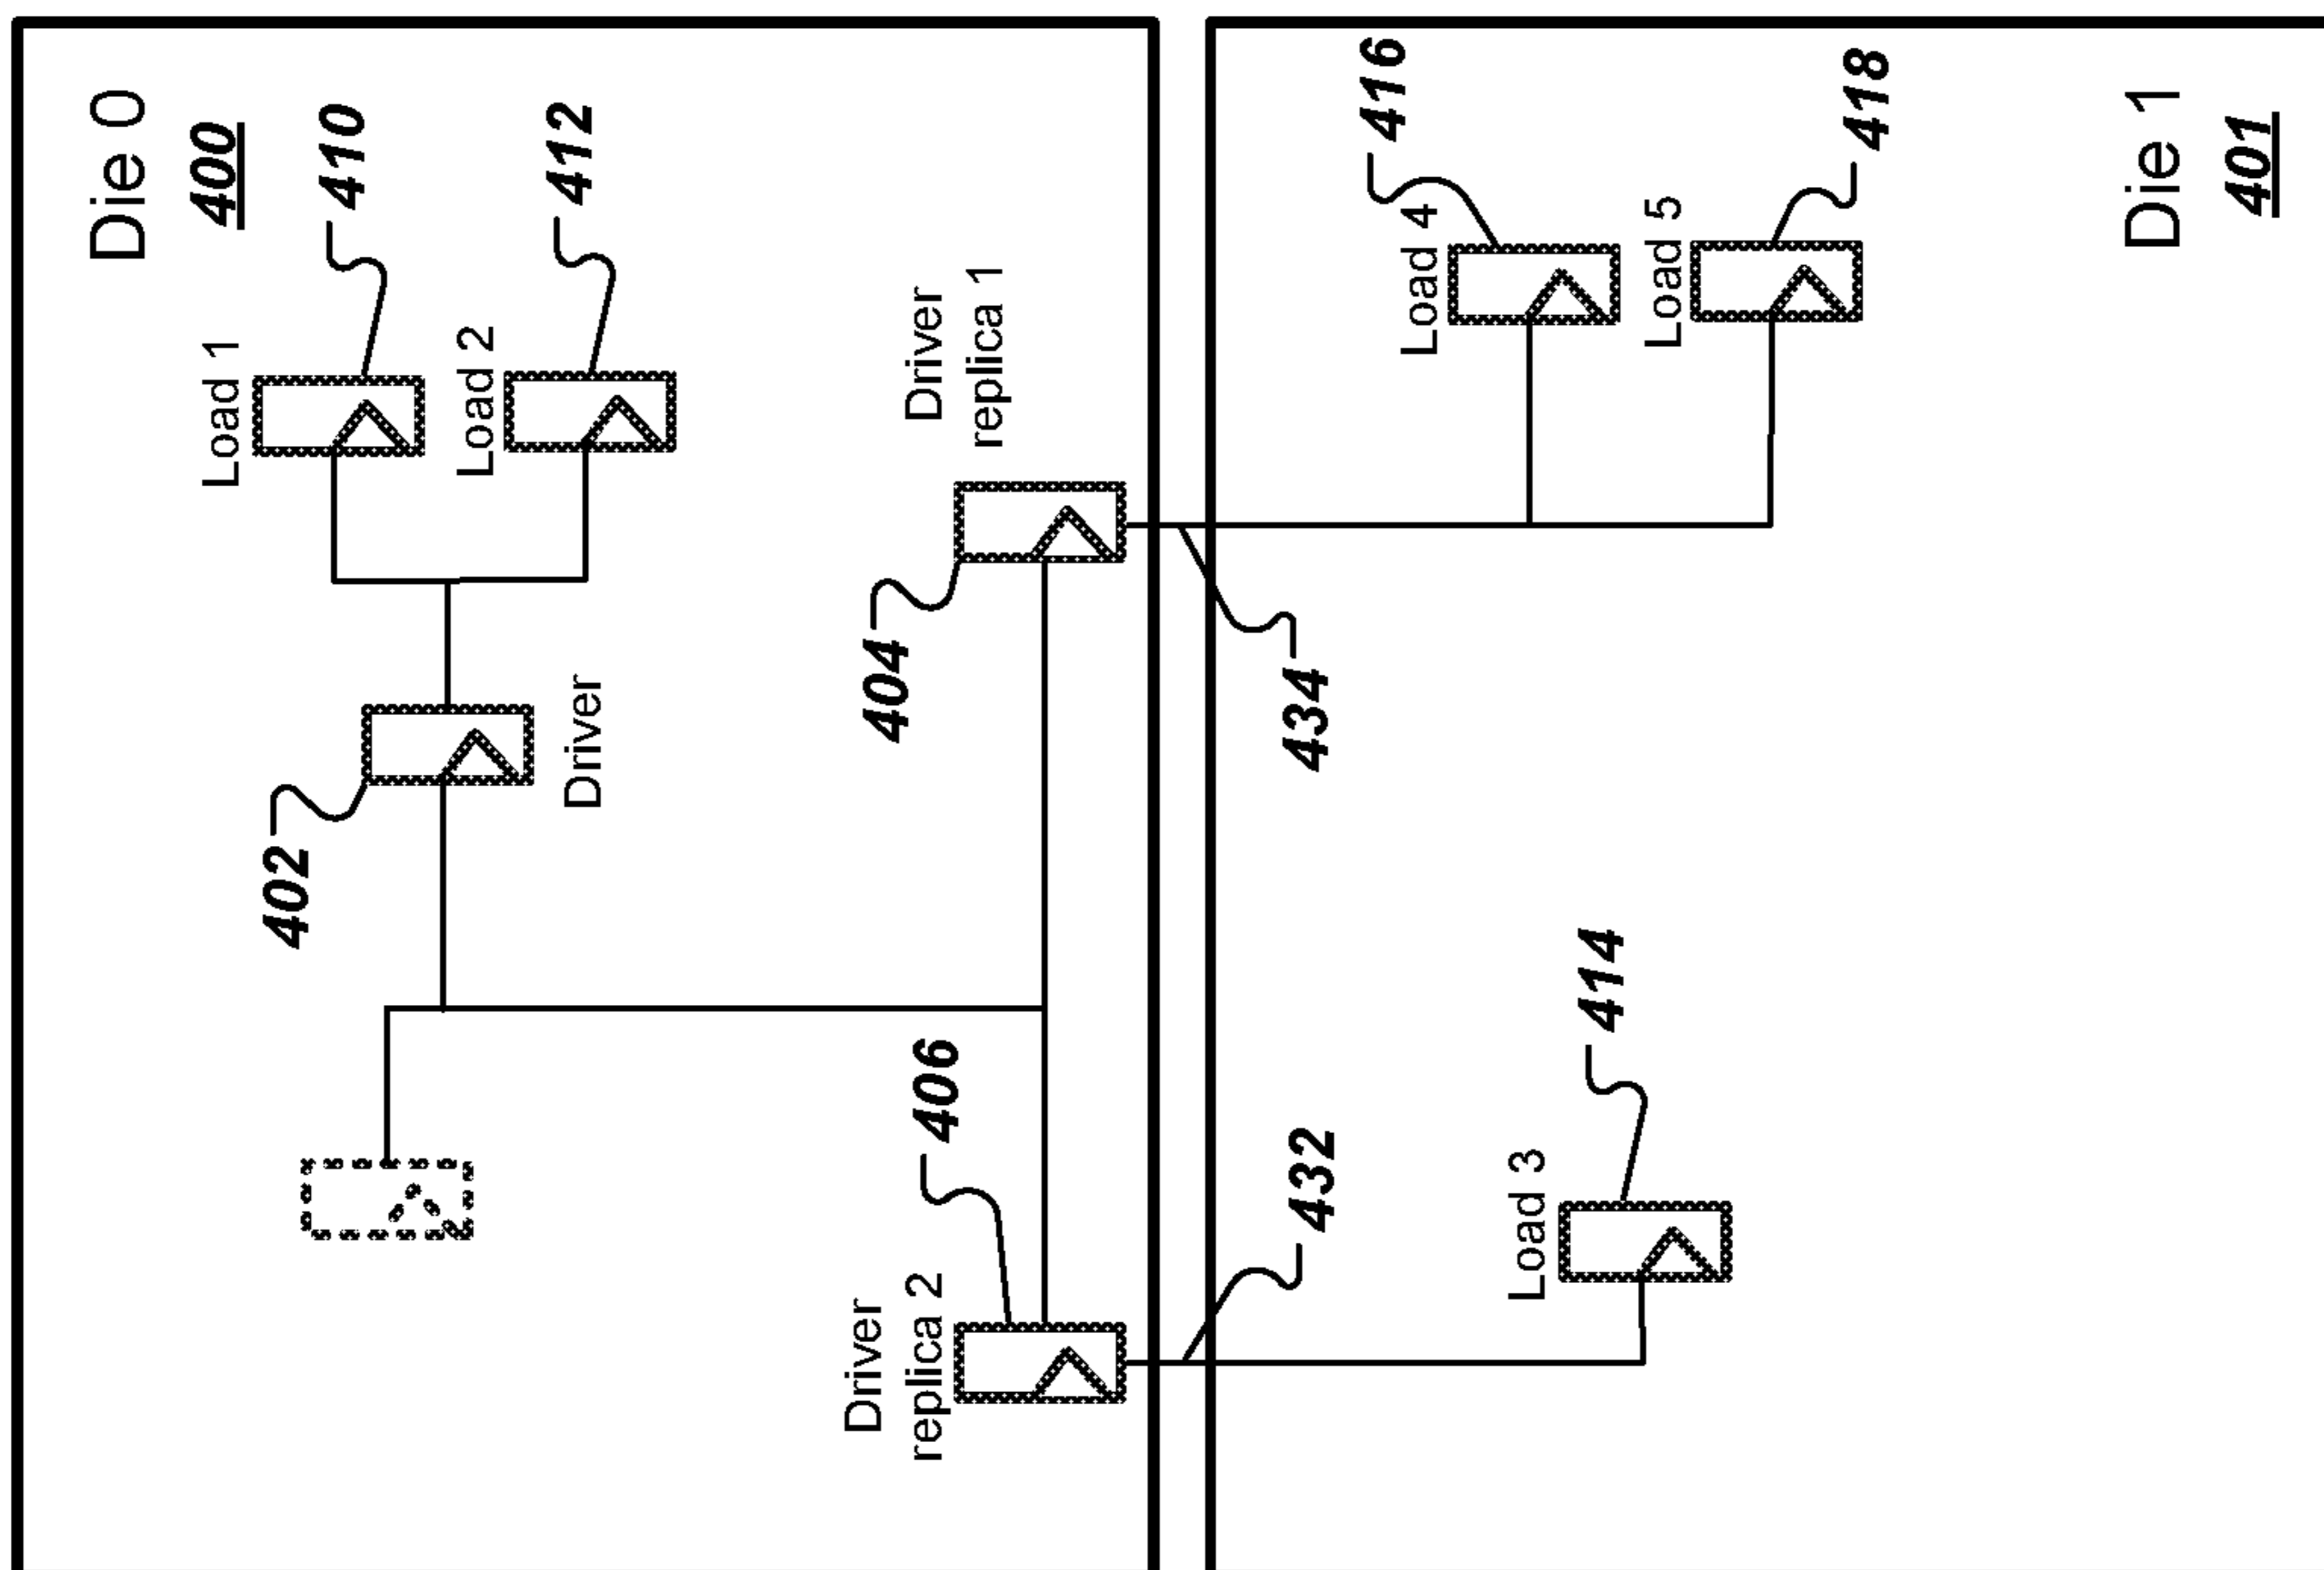 Die 0
400
Load 1
410
Load 2
412
402
Driver
Driver
replica 1
404
Driver
replica 2
406
434
432
Load 4
416
Load 5
418
Load 3
414
Die 1
401